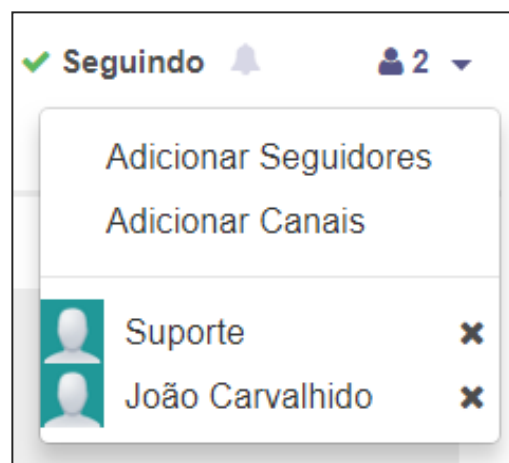 Seguindo 2
Adicionar Seguidores
Adicionar Canais
Suporte
João Carvalhido